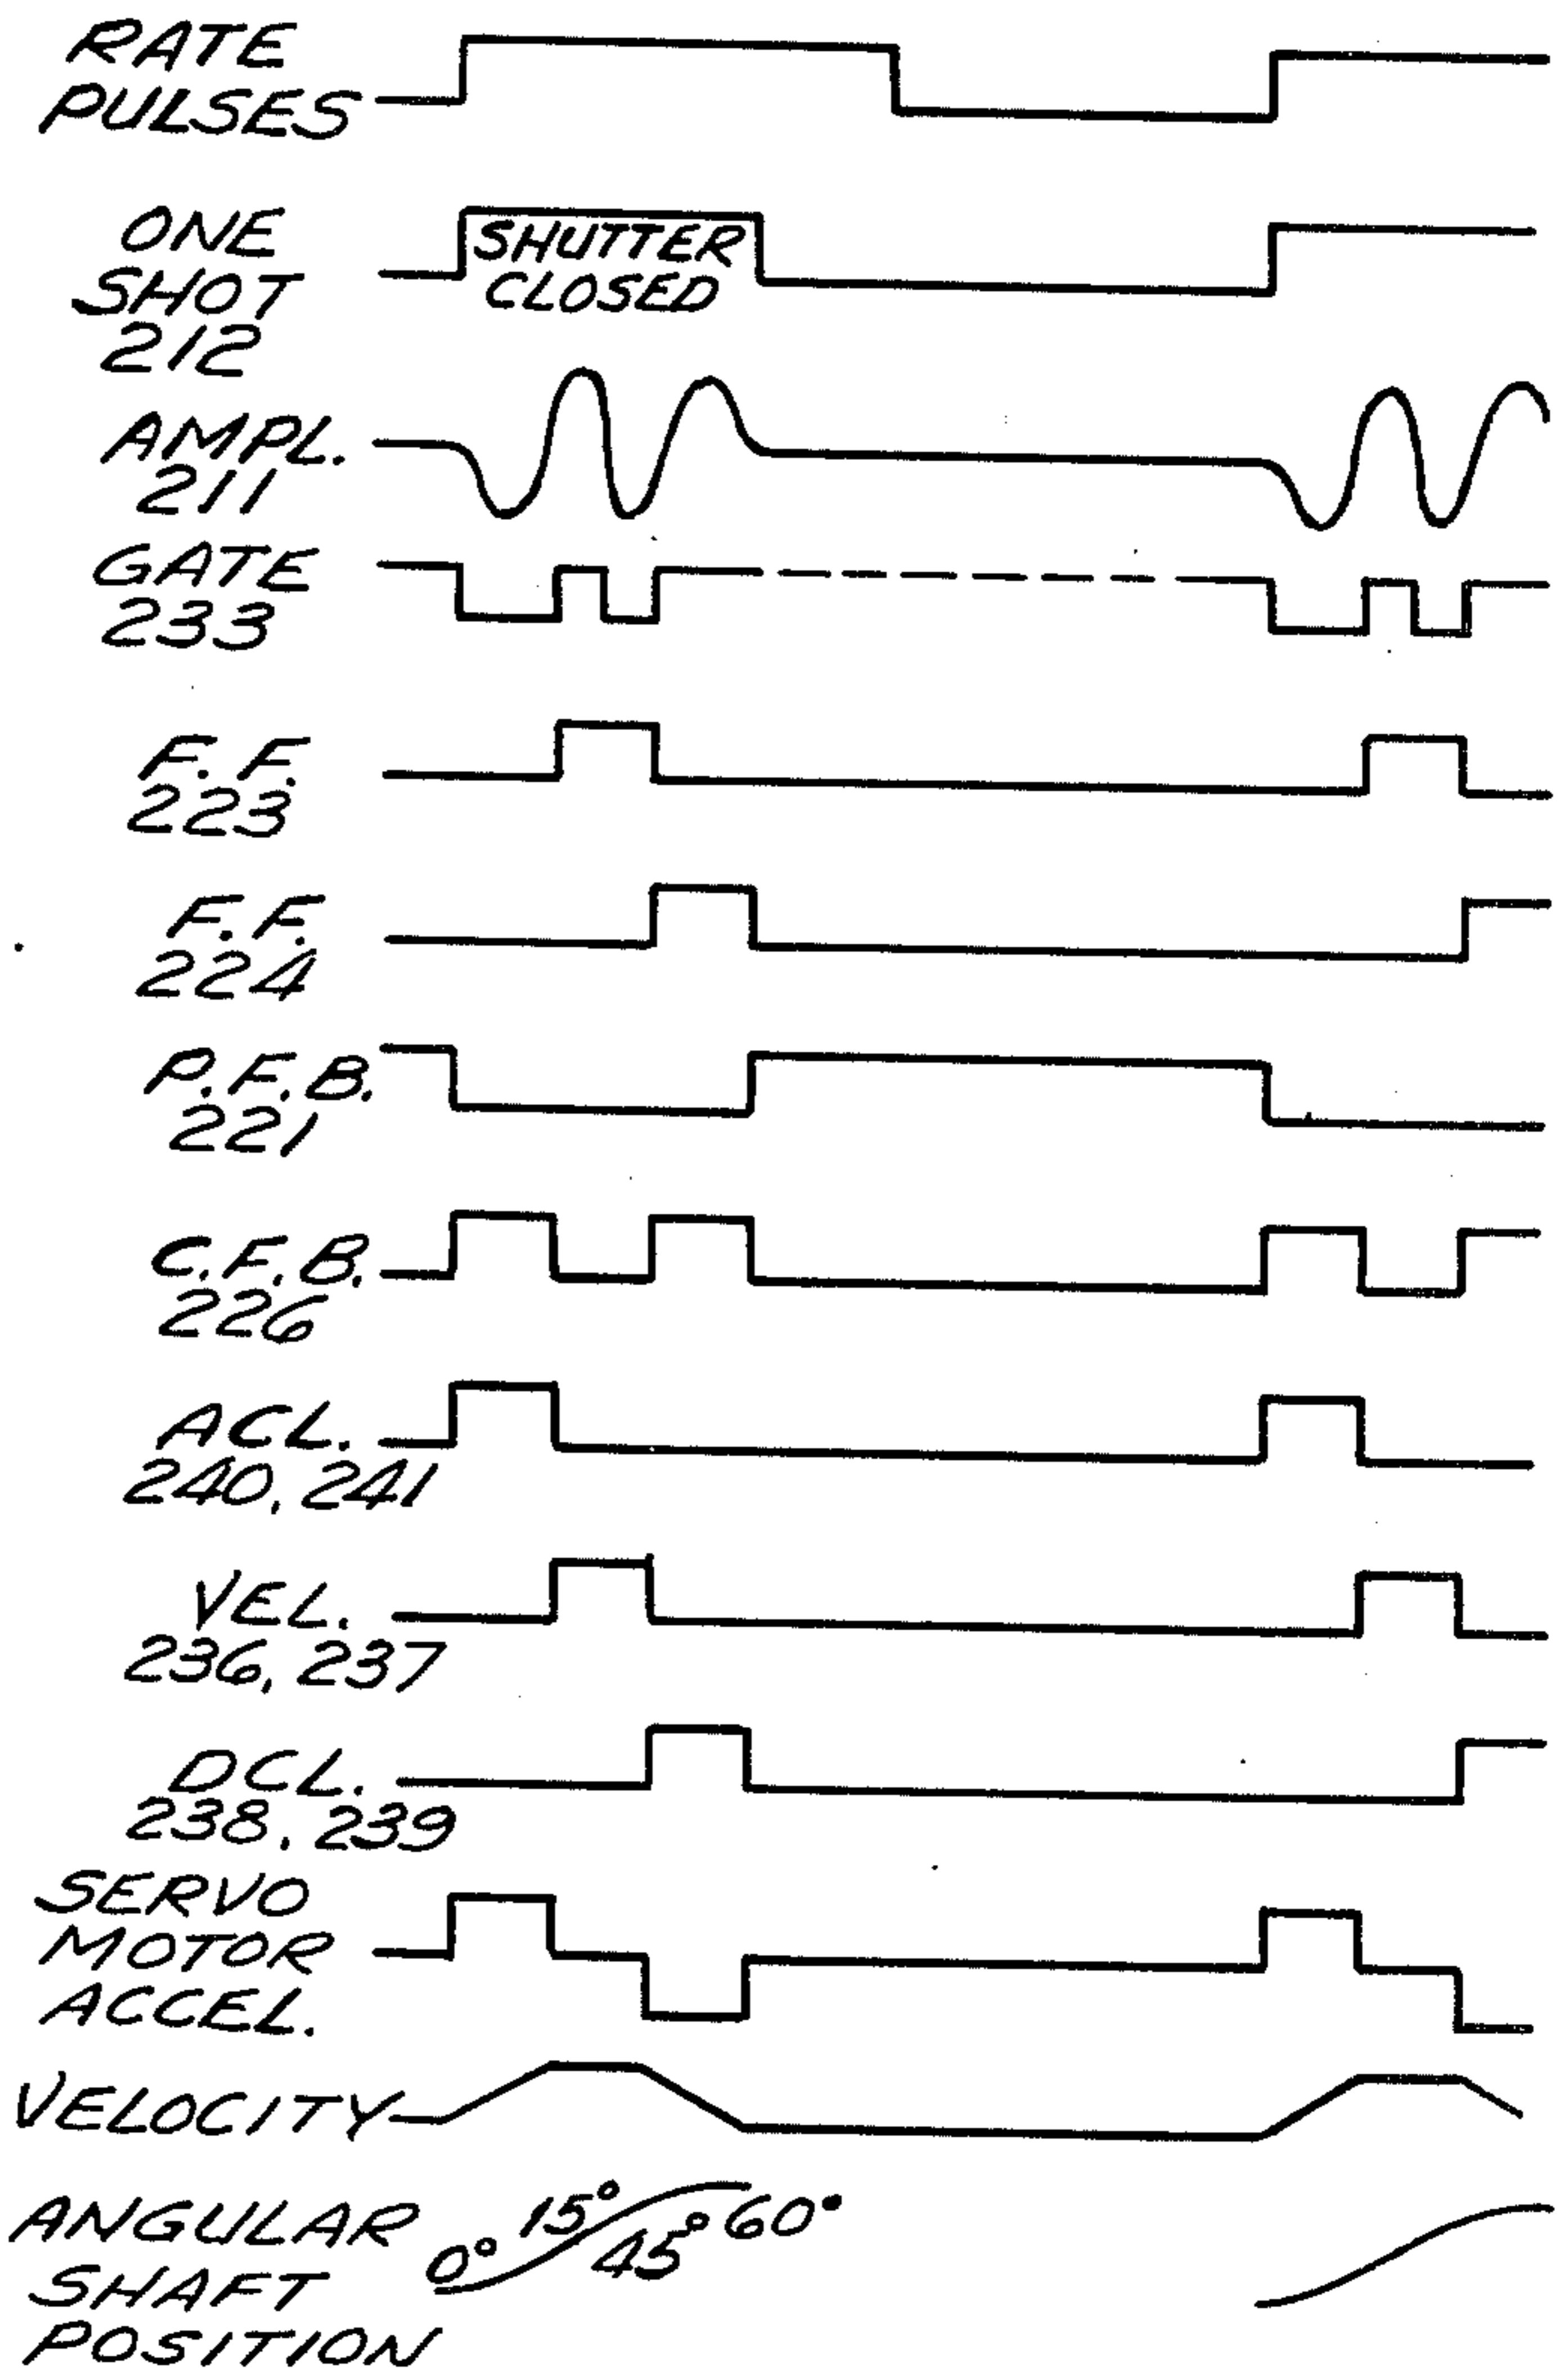 RATE
PULSES
ONE
SHOT
212
SHUTTER
CLOSED
AMPL.
211
GATE
233
F. F.
223
F. F.
224
P. F. B.
221
C. F. B.
226
ACL.
240, 241
VEL.
236, 237
DCL.
238, 239
SERVO
MOTOR
ACCEL.
VELOCITY
ANGULAR
SHAFT
POSITION
0° 15° 45° 60°